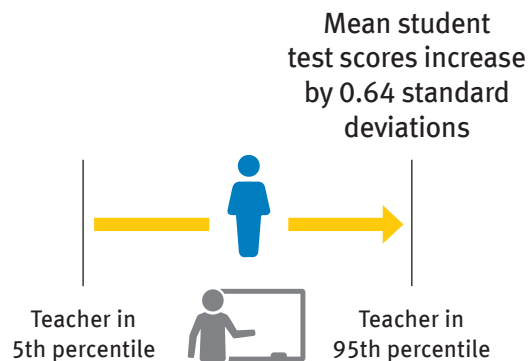 Mean student
test scores increase
by 0.64 standard
deviations
Teacher in
5th percentile
Teacher in
95th percentile